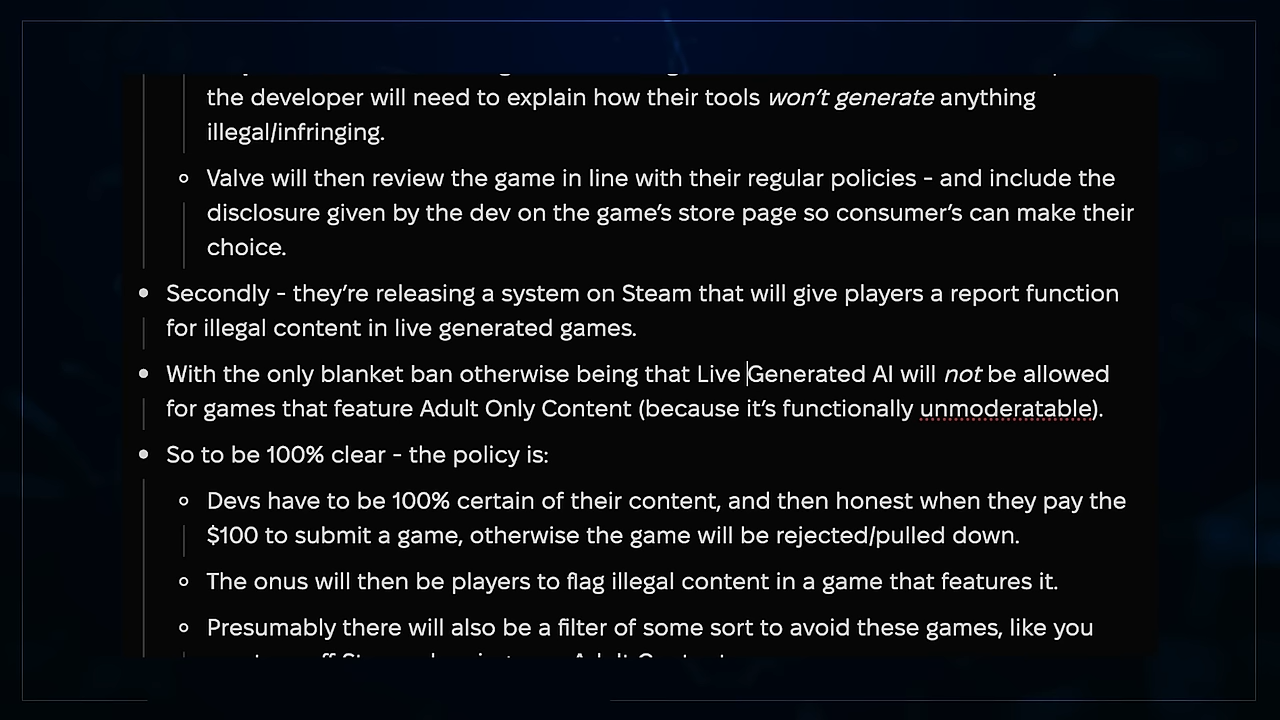 the developer will need to explain how their tools won't generate anything
illegal/infringing.
Valve will then review the game in line with their regular policies - and include the
disclosure given by the dev on the game's store page so consumer's can make their
choice.
Secondly - they're releasing a system on Steam that will give players a report function
for illegal content in live generated games.
With the only blanket ban otherwise being that Live Generated AI will not be allowed
for games that feature Adult Only Content (because it's functionally unmoderatable).
So to be 100% clear - the policy is:
Devs have to be 100% certain of their content, and then honest when they pay the
$100 to submit a game, otherwise the game will be rejected/pulled down.
The onus will then be players to flag illegal content in a game that features it.
Presumably there will also be a filter of some sort to avoid these games, like you